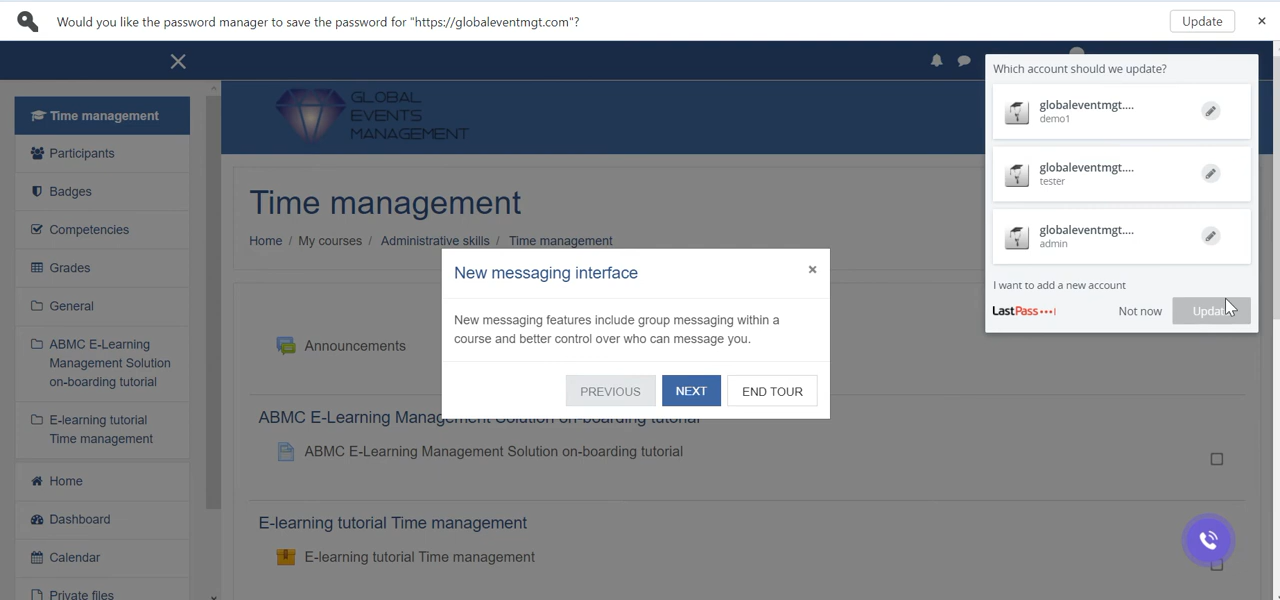 Would you like the password manager to save the password for "https://globaleventmgt.com"?
Update
Time management
Participants
Badges
Competencies
Grades
General
ABMC E-Learning
Management Solution
on-boarding tutorial
E-learning tutorial
Time management
Home
Dashboard
Calendar
Private files
GLOBAL
EVENTS
MANAGEMENT
Time management
Home / My courses / Administrative skills / Time management
New messaging interface
New messaging features include group messaging within a
course and better control over who can message you.
PREVIOUS
NEXT
END TOUR
Announcements
ABMC E-Learning Management Solution on-boarding tutorial
ABMC E-Learning Management Solution on-boarding tutorial
E-learning tutorial Time management
E-learning tutorial Time management
Which account should we update?
globaleventmgt....
demo1
globaleventmgt....
tester
globaleventmgt....
admin
I want to add a new account
LastPass
Not now
Update